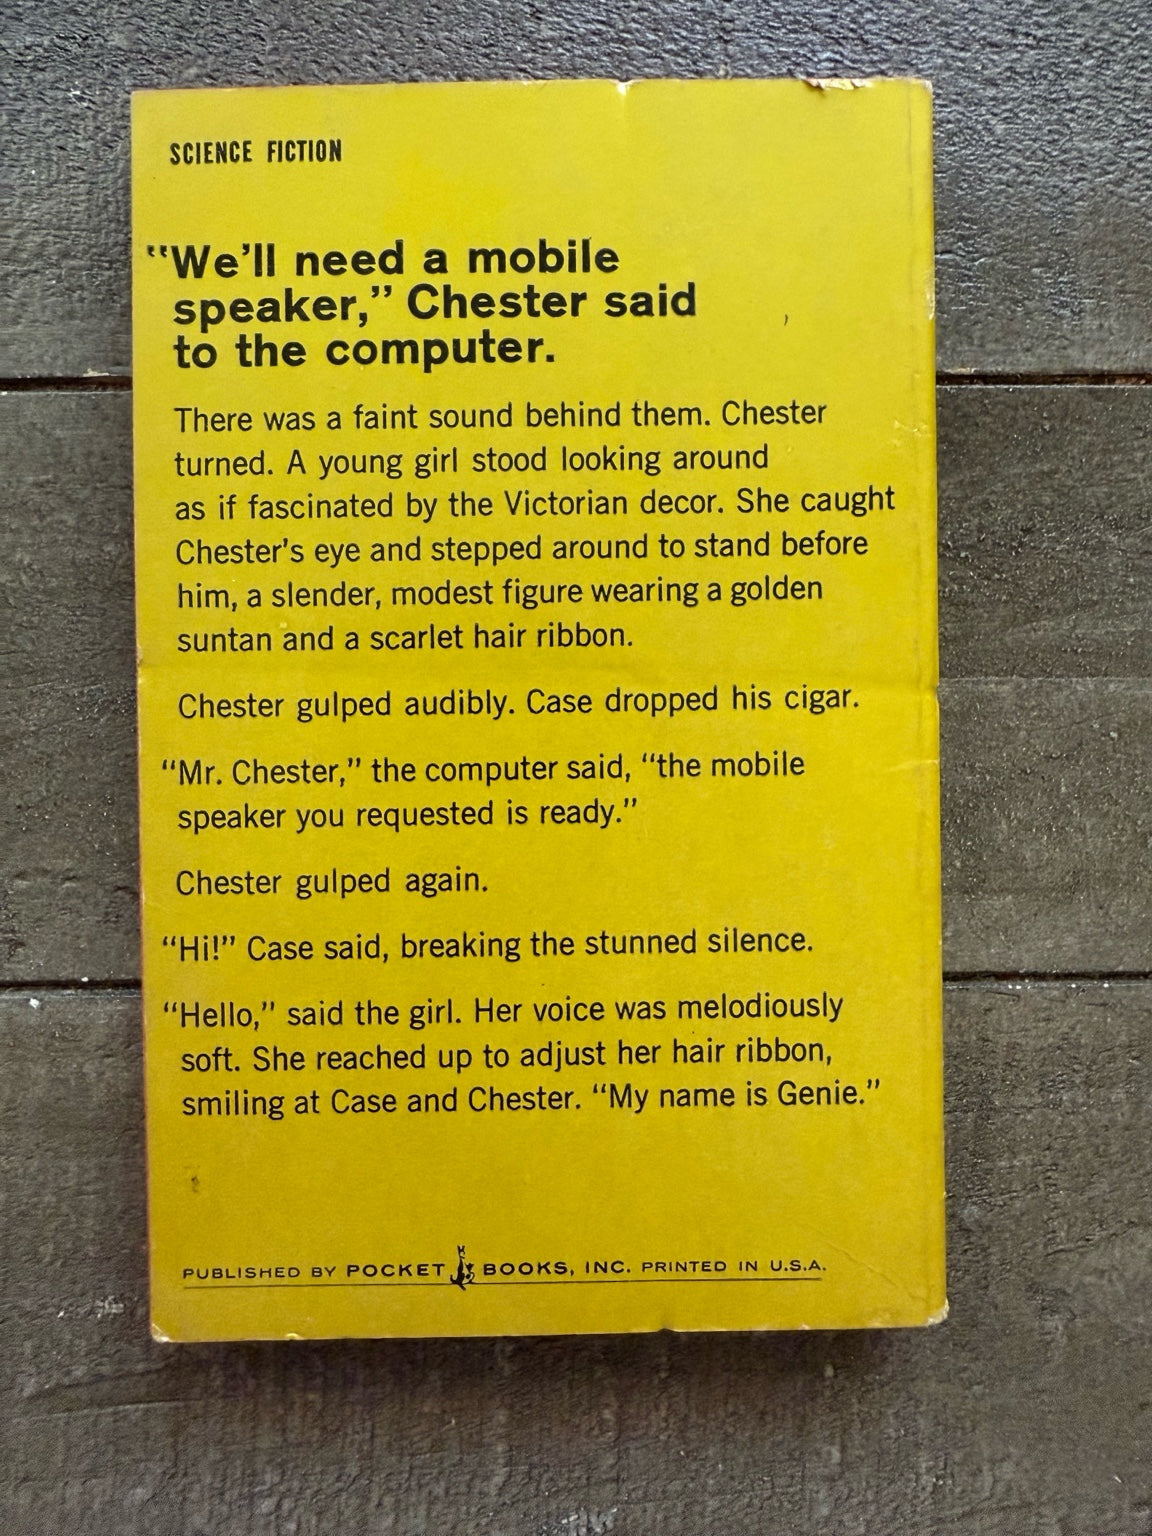 SCIENCE FICTION
“We’ll need a mobile
speaker,” Chester said
to the computer.
There was a faint sound behind them. Chester
turned. A young girl stood looking around
as if fascinated by the Victorian decor. She caught
Chester’s eye and stepped around to stand before
him, a slender, modest figure wearing a golden
suntan and a scarlet hair ribbon.
Chester gulped audibly. Case dropped his cigar.
“Mr. Chester,” the computer said, “the mobile
speaker you requested is ready.”
Chester gulped again.
“Hi!” Case said, breaking the stunned silence.
“Hello,” said the girl. Her voice was melodiously
soft. She reached up to adjust her hair ribbon,
smiling at Case and Chester. “My name is Genie.”
PUBLISHED BY POCKET BOOKS, INC. PRINTED IN U.S.A.